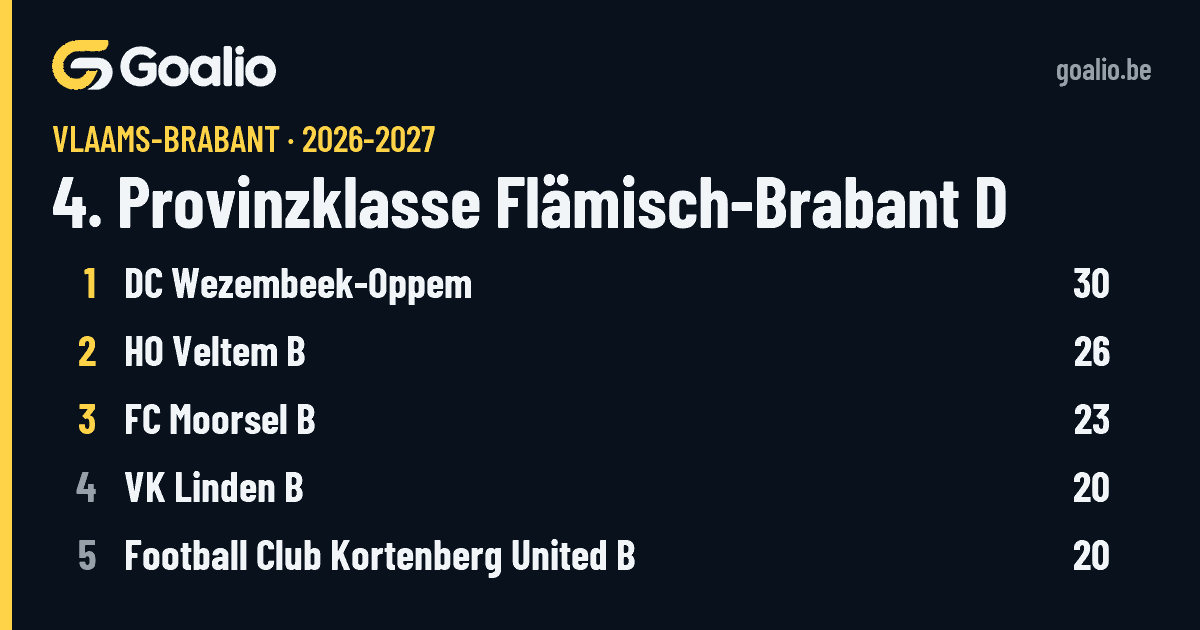 Goalio
goalio.be
VLAAMS-BRABANT · 2026-2027
4. Provinzklasse Flämisch-Brabant D
1 DC Wezembeek-Oppem 30
2 HO Veltem B 26
3 FC Moorsel B 23
4 VK Linden B 20
5 Football Club Kortenberg United B 20